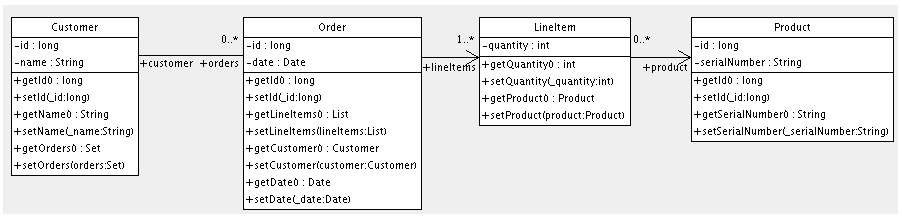 Customer
-id : long
-name : String
+getId() : long
+setId(_id:long)
+getName() : String
+setName(_name:String)
+getOrders() : Set
+setOrders(orders:Set)
0..*
+customer +orders
Order
-id : long
-date : Date
+getId() : long
+setId(_id:long)
+getLineItems() : List
+setLineItems(lineItems:List)
+getCustomer() : Customer
+setCustomer(customer:Customer)
+getDate() : Date
+setDate(_date:Date)
1..*
+lineItems
LineItem
-quantity : int
+getQuantity() : int
+setQuantity(_quantity:int)
+getProduct() : Product
+setProduct(product:Product)
0..*
+product
Product
-id : long
-serialNumber : String
+getId() : long
+setId(_id:long)
+getSerialNumber() : String
+setSerialNumber(_serialNumber:String)